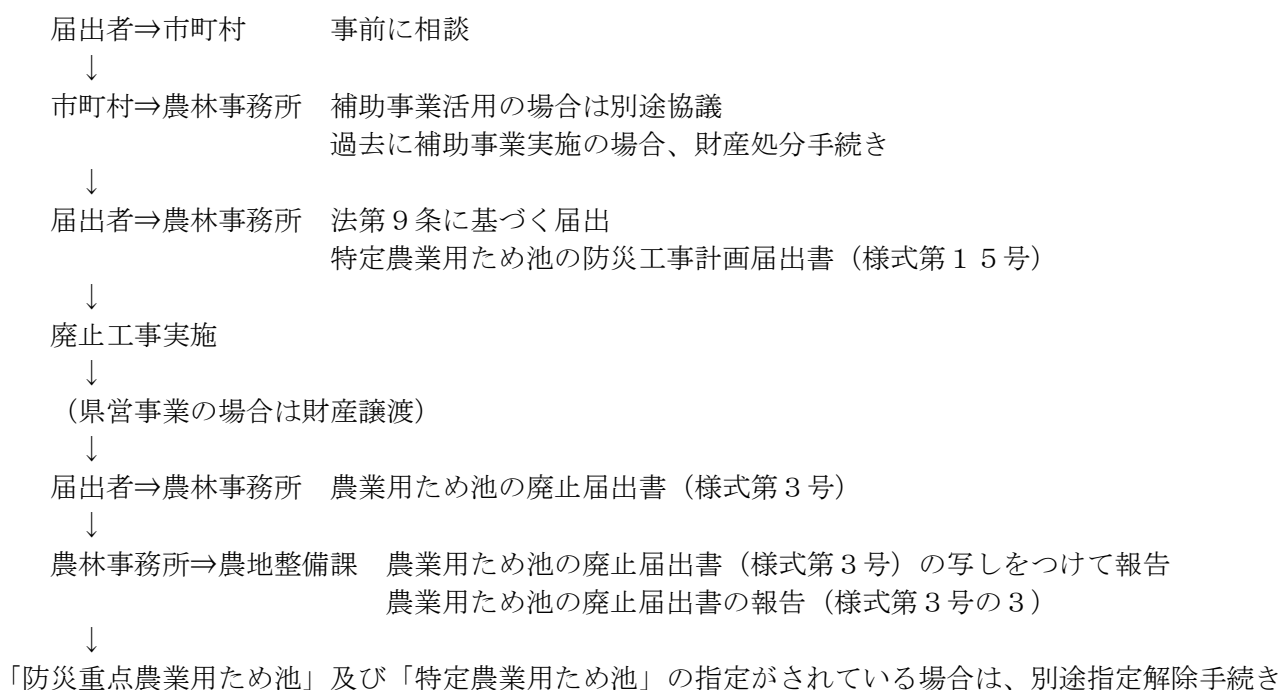 届出者⇒市町村　　　事前に相談
↓
市町村⇒農林事務所　補助事業活用の場合は別途協議
過去に補助事業実施の場合、財産処分手続き
↓
届出者⇒農林事務所　法第９条に基づく届出
特定農業用ため池の防災工事計画届出書（様式第１５号）
↓
廃止工事実施
↓
（県営事業の場合は財産譲渡）
↓
届出者⇒農林事務所　農業用ため池の廃止届出書（様式第３号）
↓
農林事務所⇒農地整備課　農業用ため池の廃止届出書（様式第３号）の写しをつけて報告
農業用ため池の廃止届出書の報告（様式第３号の３）
↓
「防災重点農業用ため池」及び「特定農業用ため池」の指定がされている場合は、別途指定解除手続き